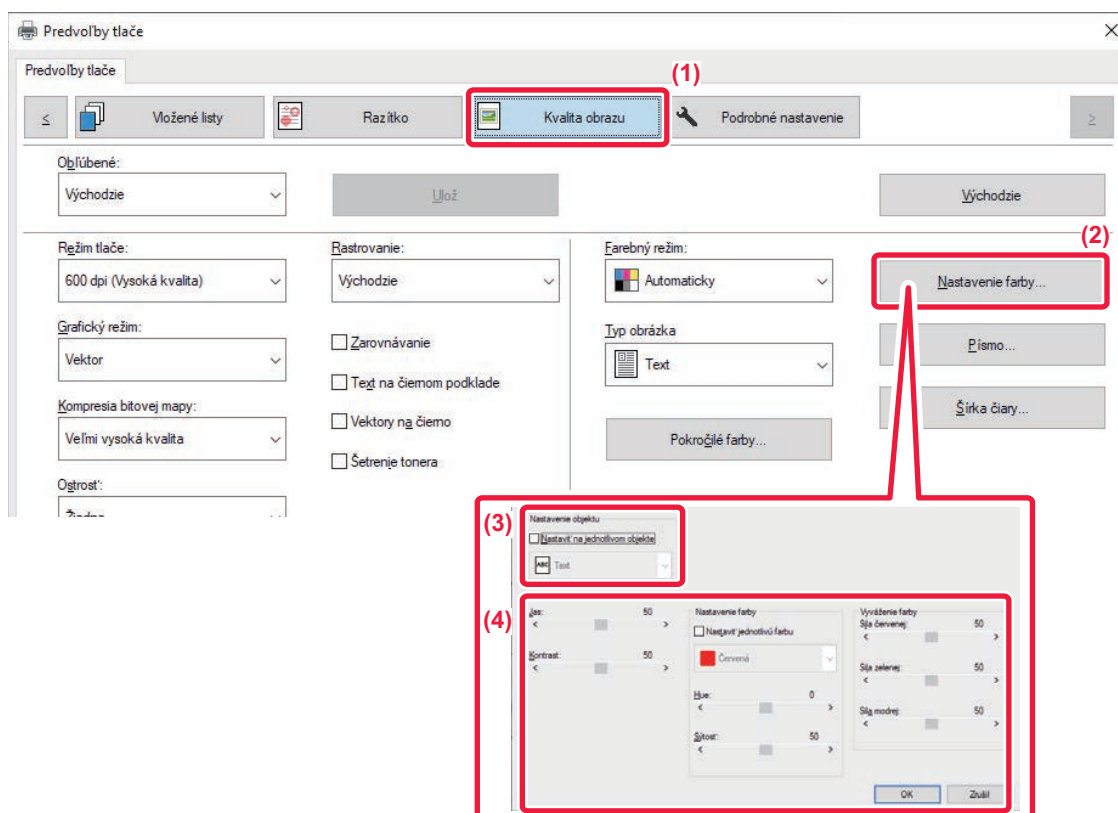 Predvoľby tlače
Predvoľby tlače
(1)
< Vložené listy Razítko Kvalita obrazu Podrobné nastavenie >
Obľúbené:
Východzie Ulož Východzie
(2)
Režim tlače: Rastrovanie: Farebný režim:
600 dpi (Vysoká kvalita) Východzie Automaticky Nastavenie farby...
Grafický režim: Zarovnávanie Typ obrázka
Vektor Text Písmo...
Text na čiernom podklade
Kompresia bitovej mapy: Šírka čiary...
Veľmi vysoká kvalita Vektory na čierno Pokročilé farby...
Šetrenie tonera
Ostrosť:
Žiadna
(3)
Nastavenie objektu
Nastaviť na jednotlivom objekte
ABC Text
(4)
Jas: 50 Nastavenie farby Vyváženie farby
Nastaviť jednotlivú farbu Sila červenej: 50
Kontrast: 50 Červená
Sila zelenej: 50
Hue: 0
Sila modrej: 50
Sýtosť: 50
OK Zrušiť